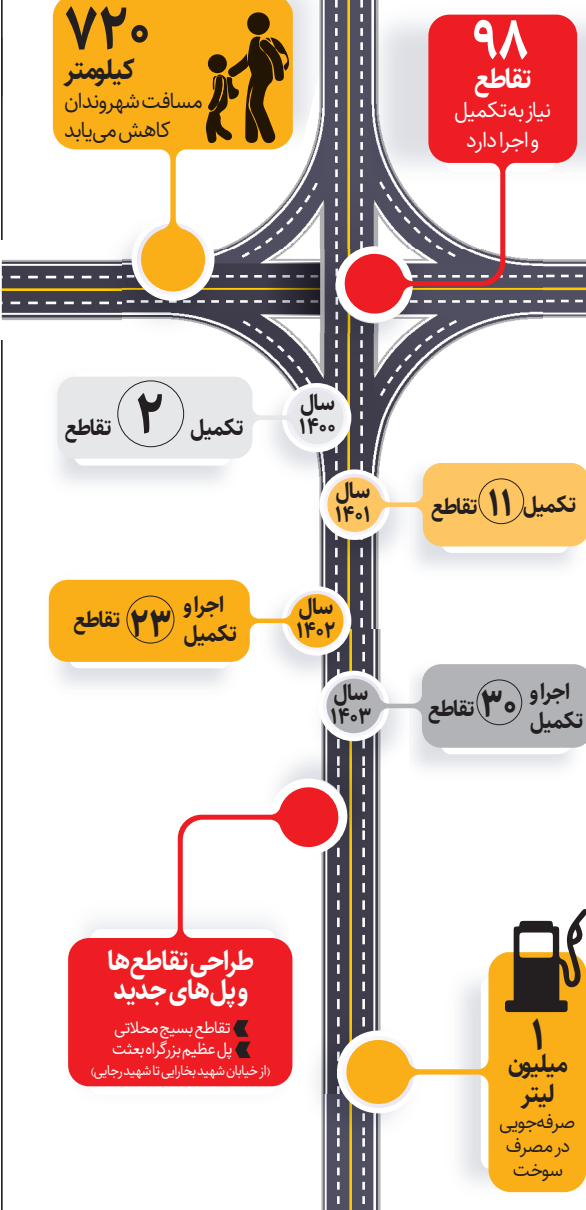 ۹۸
تقاطع
نیاز به تکمیل
و اجرا دارد
۷۲۰
کیلومتر
مسافت شهروندان
کاهش می‌یابد
سال
۱۴۰۰
تکمیل ۲ تقاطع
سال
۱۴۰۱
تکمیل ۱۱ تقاطع
سال
۱۴۰۲
اجرا و
تکمیل ۲۳ تقاطع
سال
۱۴۰۳
اجرا و
تکمیل ۳۰ تقاطع
طراحی تقاطع‌ها
و پل‌های جدید
تقاطع بسیج محلاتی
پل عظیم بزرگراه بعثت
(از خیابان شهید بخارایی تا شهید رجایی)
۱
میلیون
لیتر
صرفه‌جویی
در مصرف
سوخت